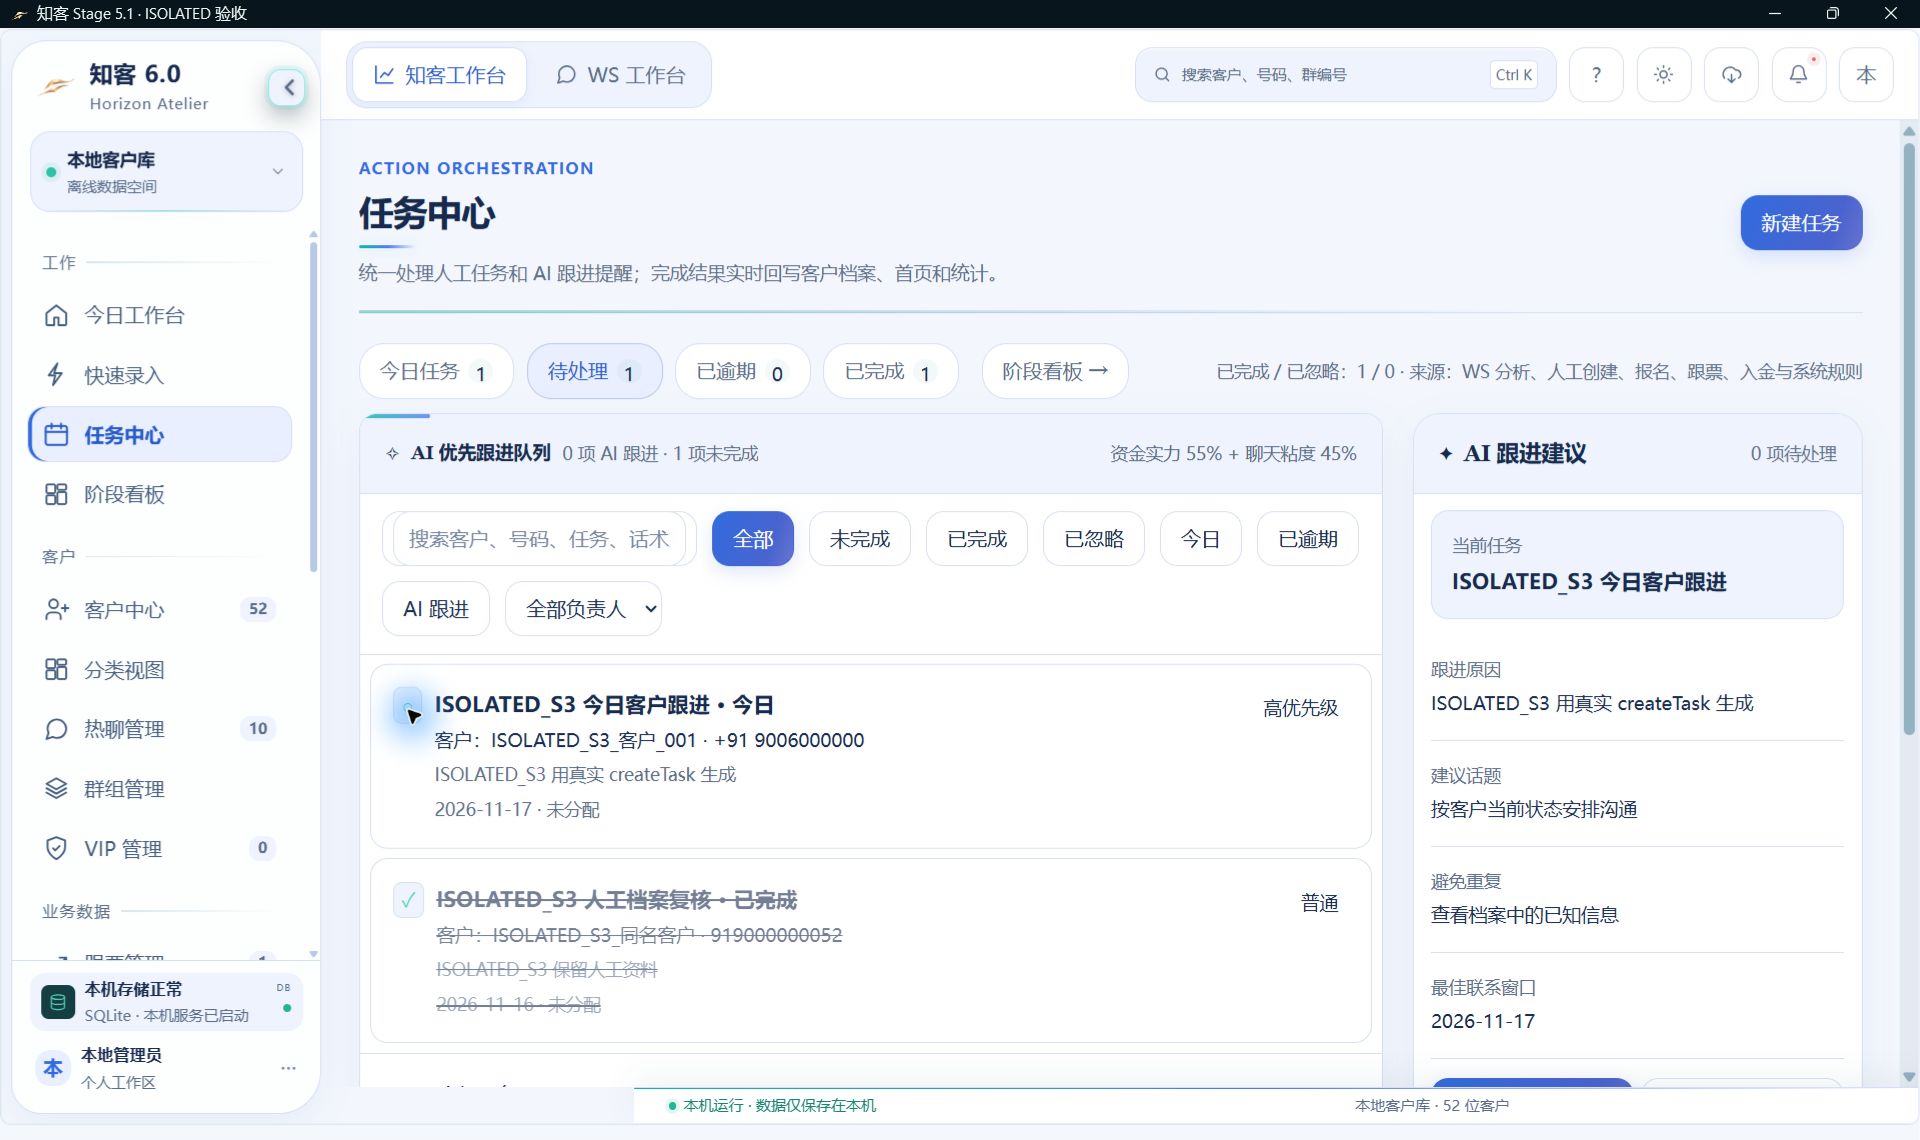 知客 Stage 5.1 · ISOLATED 验收
知客 6.0
Horizon Atelier
本地客户库
离线数据空间
工作
今日工作台
快速录入
任务中心
阶段看板
客户
客户中心 52
分类视图
热聊管理 10
群组管理
VIP 管理 0
业务数据
本机存储正常 DB
SQLite · 本机服务已启动
本 本地管理员
个人工作区
知客工作台 WS 工作台
搜索客户、号码、群编号 Ctrl K ? 本
ACTION ORCHESTRATION
任务中心
新建任务
统一处理人工任务和 AI 跟进提醒；完成结果实时回写客户档案、首页和统计。
今日任务 1 待处理 1 已逾期 0 已完成 1 阶段看板 →
已完成 / 已忽略：1 / 0 · 来源：WS 分析、人工创建、报名、跟票、入金与系统规则
✧ AI 优先跟进队列 0 项 AI 跟进 · 1 项未完成 资金实力 55% + 聊天粘度 45%
搜索客户、号码、任务、话术 全部 未完成 已完成 已忽略 今日 已逾期
AI 跟进 全部负责人
ISOLATED_S3 今日客户跟进 • 今日 高优先级
客户：ISOLATED_S3_客户_001 · +91 9006000000
ISOLATED_S3 用真实 createTask 生成
2026-11-17 · 未分配
✓ ISOLATED_S3 人工档案复核 • 已完成 普通
客户：ISOLATED_S3_同名客户 · 919000000052
ISOLATED_S3 保留人工资料
2026-11-16 · 未分配
✦ AI 跟进建议 0 项待处理
当前任务
ISOLATED_S3 今日客户跟进
跟进原因
ISOLATED_S3 用真实 createTask 生成
建议话题
按客户当前状态安排沟通
避免重复
查看档案中的已知信息
最佳联系窗口
2026-11-17
本机运行 · 数据仅保存在本机 本地客户库 · 52 位客户